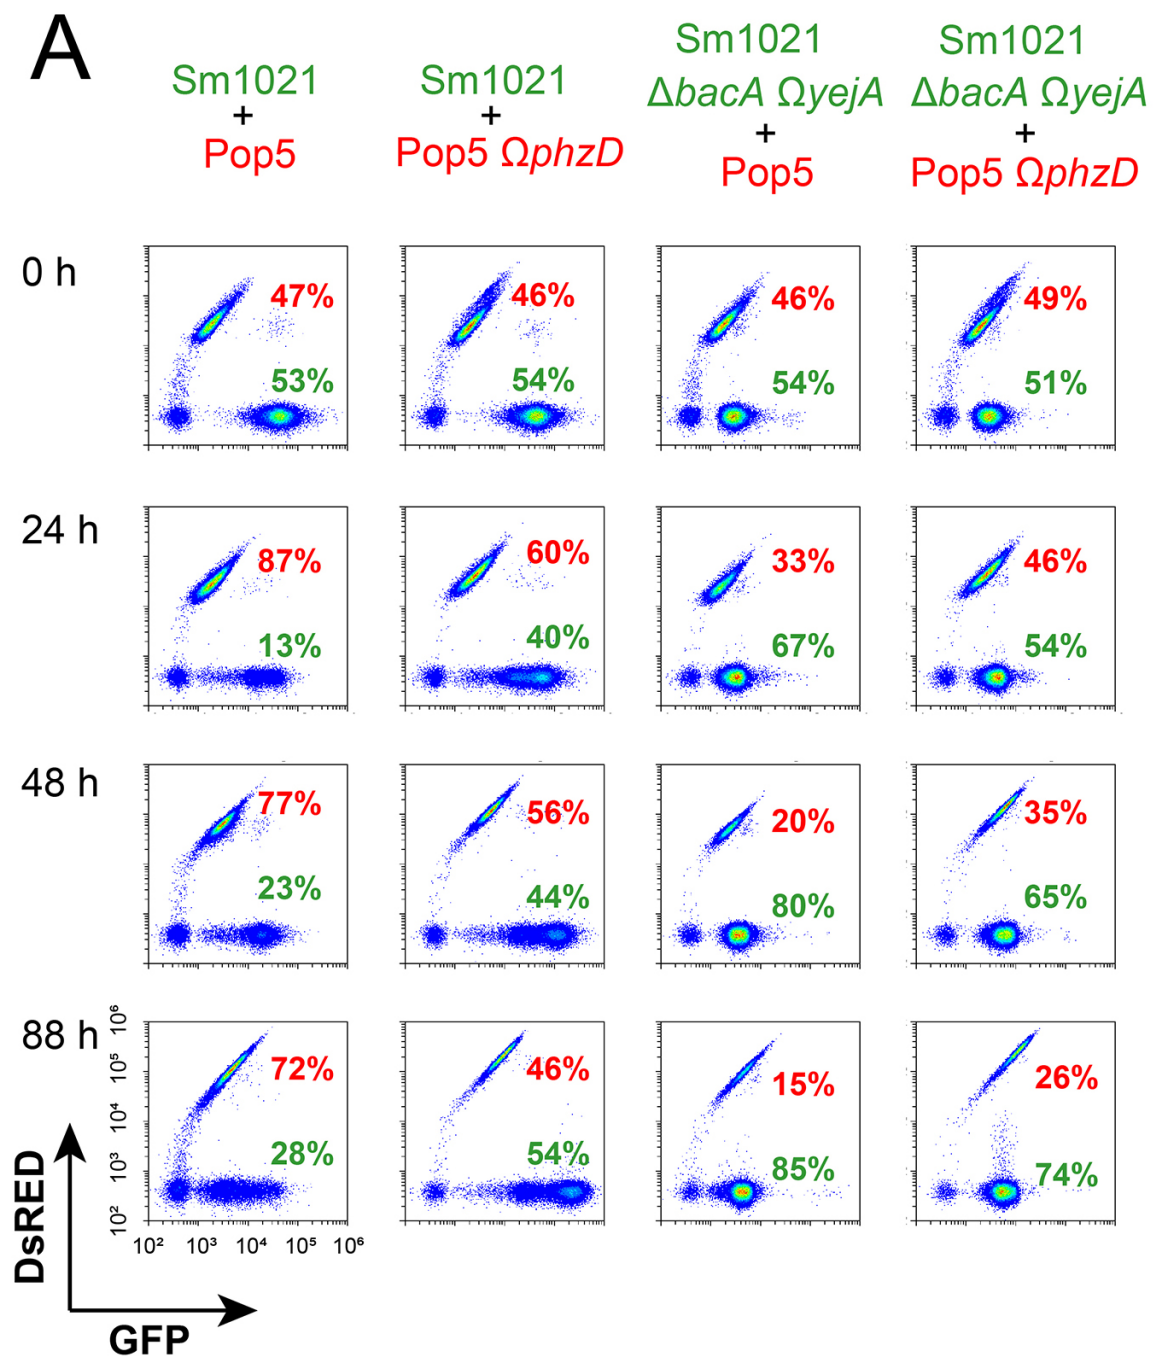 A
Sm1021
+
Pop5
Sm1021
+
Pop5 ΩphzD
Sm1021
ΔbacA ΩyejA
+
Pop5
Sm1021
ΔbacA ΩyejA
+
Pop5 ΩphzD
0 h
47%
53%
46%
54%
46%
54%
49%
51%
24 h
87%
13%
60%
40%
33%
67%
46%
54%
48 h
77%
23%
56%
44%
20%
80%
35%
65%
88 h
72%
28%
46%
54%
15%
85%
26%
74%
10⁶
10⁵
10⁴
10³
10²
10² 10³ 10⁴ 10⁵ 10⁶
DsRED
GFP